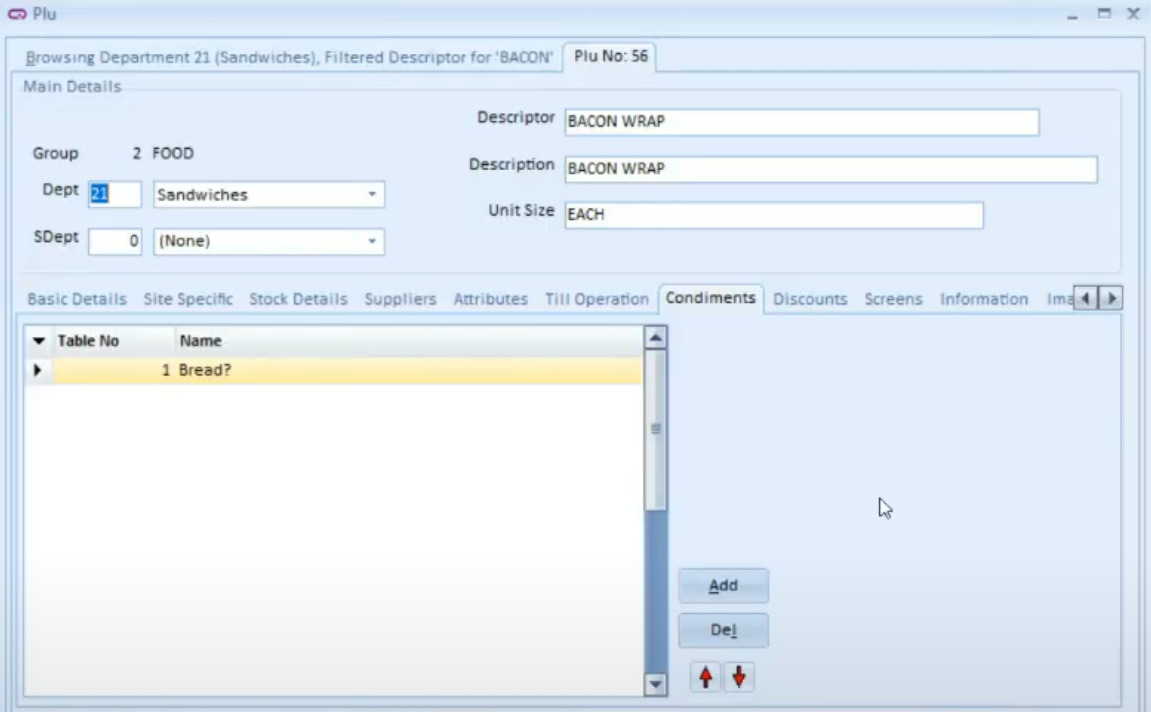 Plu
Browsing Department 21 (Sandwiches), Filtered Descriptor for 'BACON' Plu No: 56
Main Details
Descriptor BACON WRAP
Group 2 FOOD
Description BACON WRAP
Dept 21 Sandwiches
Unit Size EACH
SDept 0 (None)
Basic Details Site Specific Stock Details Suppliers Attributes Till Operation Condiments Discounts Screens Information Ima
Table No Name
1 Bread?
Add
Del